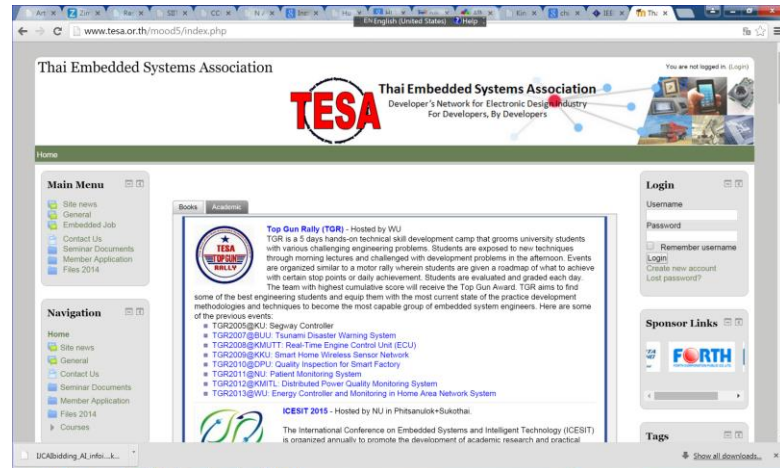 Art
Zim
Rec
SBT
CC
N / A
Inst
Hu
Kin
chi
IEE
Tha
EN English (United States)
Help
www.tesa.or.th/mood5/index.php
Thai Embedded Systems Association
You are not logged in. (Login)
TESA
Thai Embedded Systems Association
Developer's Network for Electronic Design Industry
For Developers, By Developers
Home
Main Menu
Site news
General
Embedded Job
Contact Us
Seminar Documents
Member Application
Files 2014
Navigation
Home
Site news
General
Contact Us
Seminar Documents
Member Application
Files 2014
Courses
Books
Academic
TESA
TOPGUN
RALLY
Top Gun Rally (TGR) - Hosted by WU
TGR is a 5 days hands-on technical skill development camp that grooms university students
with various challenging engineering problems. Students are exposed to new techniques
through morning lectures and challenged with development problems in the afternoon. Events
are organized similar to a motor rally wherein students are given a roadmap of what to achieve
with certain stop points or daily achievement. Students are evaluated and graded each day.
The team with highest cumulative score will receive the Top Gun Award. TGR aims to find
some of the best engineering students and equip them with the most current state of the practice development
methodologies and techniques to become the most capable group of embedded system engineers. Here are some
of the previous events:
TGR2005@KU: Segway Controller
TGR2007@BUU: Tsunami Disaster Warning System
TGR2008@KMUTT: Real-Time Engine Control Unit (ECU)
TGR2009@KKU: Smart Home Wireless Sensor Network
TGR2010@DPU: Quality Inspection for Smart Factory
TGR2011@NU: Patient Monitoring System
TGR2012@KMITL: Distributed Power Quality Monitoring System
TGR2013@WU: Energy Controller and Monitoring in Home Area Network System
ICESIT 2015 - Hosted by NU in Phitsanulok+Sukothai.
The International Conference on Embedded Systems and Intelligent Technology (ICESIT)
is organized annually to promote the development of academic research and practical
Login
Username
Password
Remember username
Login
Create new account
Lost password?
Sponsor Links
FORTH
Tags
IJCAIbidding_AI_infoi....k...
Show all downloads...